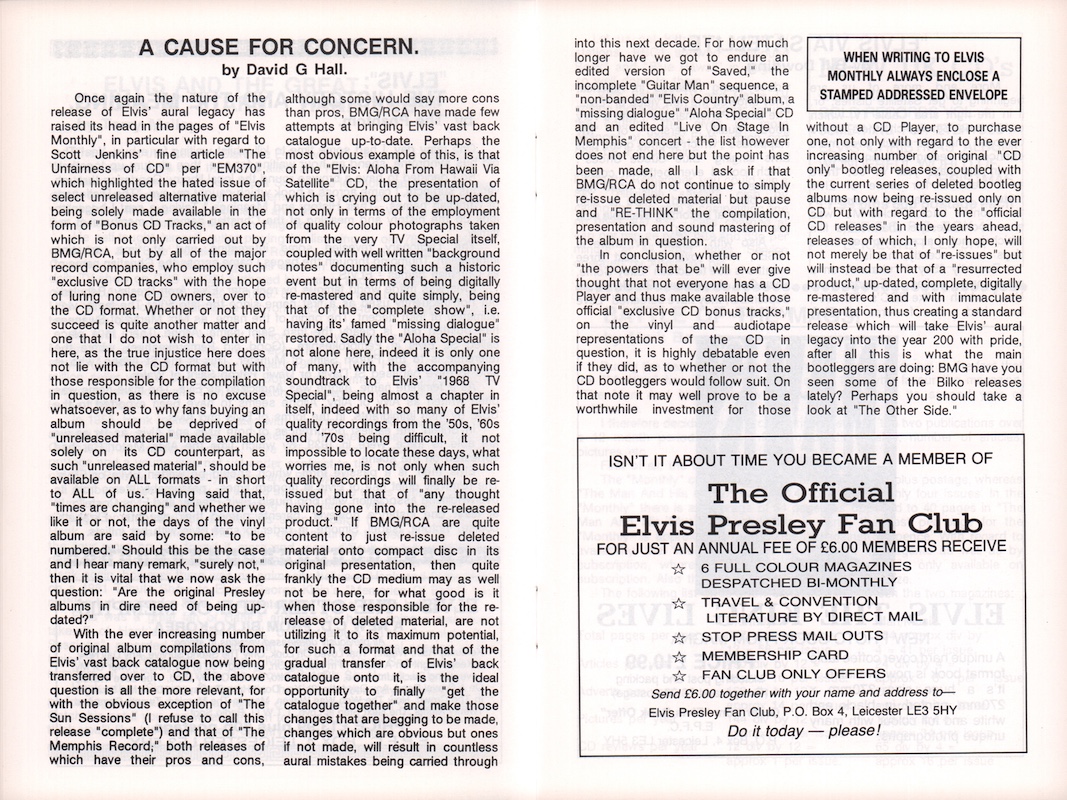 A CAUSE FOR CONCERN.
by David G Hall.
Once again the nature of the
release of Elvis' aural legacy has
raised its head in the pages of "Elvis
Monthly", in particular with regard to
Scott Jenkins' fine article "The
Unfairness of CD" per "EM370",
which highlighted the hated issue of
select unreleased alternative material
being solely made available in the
form of "Bonus CD Tracks," an act of
which is not only carried out by
BMG/RCA, but by all of the major
record companies, who employ such
"exclusive CD tracks" with the hope
of luring none CD owners, over to
the CD format. Whether or not they
succeed is quite another matter and
one that I do not wish to enter in
here, as the true injustice here does
not lie with the CD format but with
those responsible for the compilation
in question, as there is no excuse
whatsoever, as to why fans buying an
album should be deprived of
"unreleased material" made available
solely on its CD counterpart, as
such "unreleased material", should be
available on ALL formats - in short
to ALL of us. Having said that,
"times are changing" and whether we
like it or not, the days of the vinyl
album are said by some: "to be
numbered." Should this be the case
and I hear many remark, "surely not,"
then it is vital that we now ask the
question: "Are the original Presley
albums in dire need of being up-
dated?"
With the ever increasing number
of original album compilations from
Elvis' vast back catalogue now being
transferred over to CD, the above
question is all the more relevant, for
with the obvious exception of "The
Sun Sessions" (I refuse to call this
release "complete") and that of "The
Memphis Record;" both releases of
which have their pros and cons,
although some would say more cons
than pros, BMG/RCA have made few
attempts at bringing Elvis' vast back
catalogue up-to-date. Perhaps the
most obvious example of this, is that
of the "Elvis: Aloha From Hawaii Via
Satellite" CD, the presentation of
which is crying out to be up-dated,
not only in terms of the employment
of quality colour photographs taken
from the very TV Special itself,
coupled with well written "background
notes" documenting such a historic
event but in terms of being digitally
re-mastered and quite simply, being
that of the "complete show", i.e.
having its' famed "missing dialogue"
restored. Sadly the "Aloha Special" is
not alone here, indeed it is only one
of many, with the accompanying
soundtrack to Elvis' "1968 TV
Special", being almost a chapter in
itself, indeed with so many of Elvis'
quality recordings from the '50s, '60s
and '70s being difficult, it not
impossible to locate these days, what
worries me, is not only when such
quality recordings will finally be re-
issued but that of "any thought
having gone into the re-released
product." If BMG/RCA are quite
content to just re-issue deleted
material onto compact disc in its
original presentation, then quite
frankly the CD medium may as well
not be here, for what good is it
when those responsible for the re-
release of deleted material, are not
utilizing it to its maximum potential,
for such a format and that of the
gradual transfer of Elvis' back
catalogue onto it, is the ideal
opportunity to finally "get the
catalogue together" and make those
changes that are begging to be made,
changes which are obvious but ones
if not made, will result in countless
aural mistakes being carried through
into this next decade. For how much
longer have we got to endure an
edited version of "Saved," the
incomplete "Guitar Man" sequence, a
"non-banded" "Elvis Country" album, a
"missing dialogue" "Aloha Special" CD
and an edited "Live On Stage In
Memphis" concert - the list however
does not end here but the point has
been made, all I ask if that
BMG/RCA do not continue to simply
re-issue deleted material but pause
and "RE-THINK" the compilation,
presentation and sound mastering of
the album in question.
In conclusion, whether or not
"the powers that be" will ever give
thought that not everyone has a CD
Player and thus make available those
official "exclusive CD bonus tracks,"
on the vinyl and audiotape
representations of the CD in
question, it is highly debatable even
if they did, as to whether or not the
CD bootleggers would follow suit. On
that note it may well prove to be a
worthwhile investment for those
WHEN WRITING TO ELVIS
MONTHLY ALWAYS ENCLOSE A
STAMPED ADDRESSED ENVELOPE
without a CD Player, to purchase
one, not only with regard to the ever
increasing number of original "CD
only" bootleg releases, coupled with
the current series of deleted bootleg
albums now being re-issued only on
CD but with regard to the "official
CD releases" in the years ahead,
releases of which, I only hope, will
not merely be that of "re-issues" but
will instead be that of a "resurrected
product," up-dated, complete, digitally
re-mastered and with immaculate
presentation, thus creating a standard
release which will take Elvis' aural
legacy into the year 200 with pride,
after all this is what the main
bootleggers are doing: BMG have you
seen some of the Bilko releases
lately? Perhaps you should take a
look at "The Other Side."
ISN'T IT ABOUT TIME YOU BECAME A MEMBER OF
The Official
Elvis Presley Fan Club
FOR JUST AN ANNUAL FEE OF £6.00 MEMBERS RECEIVE
☆ 6 FULL COLOUR MAGAZINES
DESPATCHED BI-MONTHLY
☆ TRAVEL & CONVENTION
LITERATURE BY DIRECT MAIL
☆ STOP PRESS MAIL OUTS
☆ MEMBERSHIP CARD
☆ FAN CLUB ONLY OFFERS
Send £6.00 together with your name and address to—
Elvis Presley Fan Club, P.O. Box 4, Leicester LE3 5HY
Do it today — please!